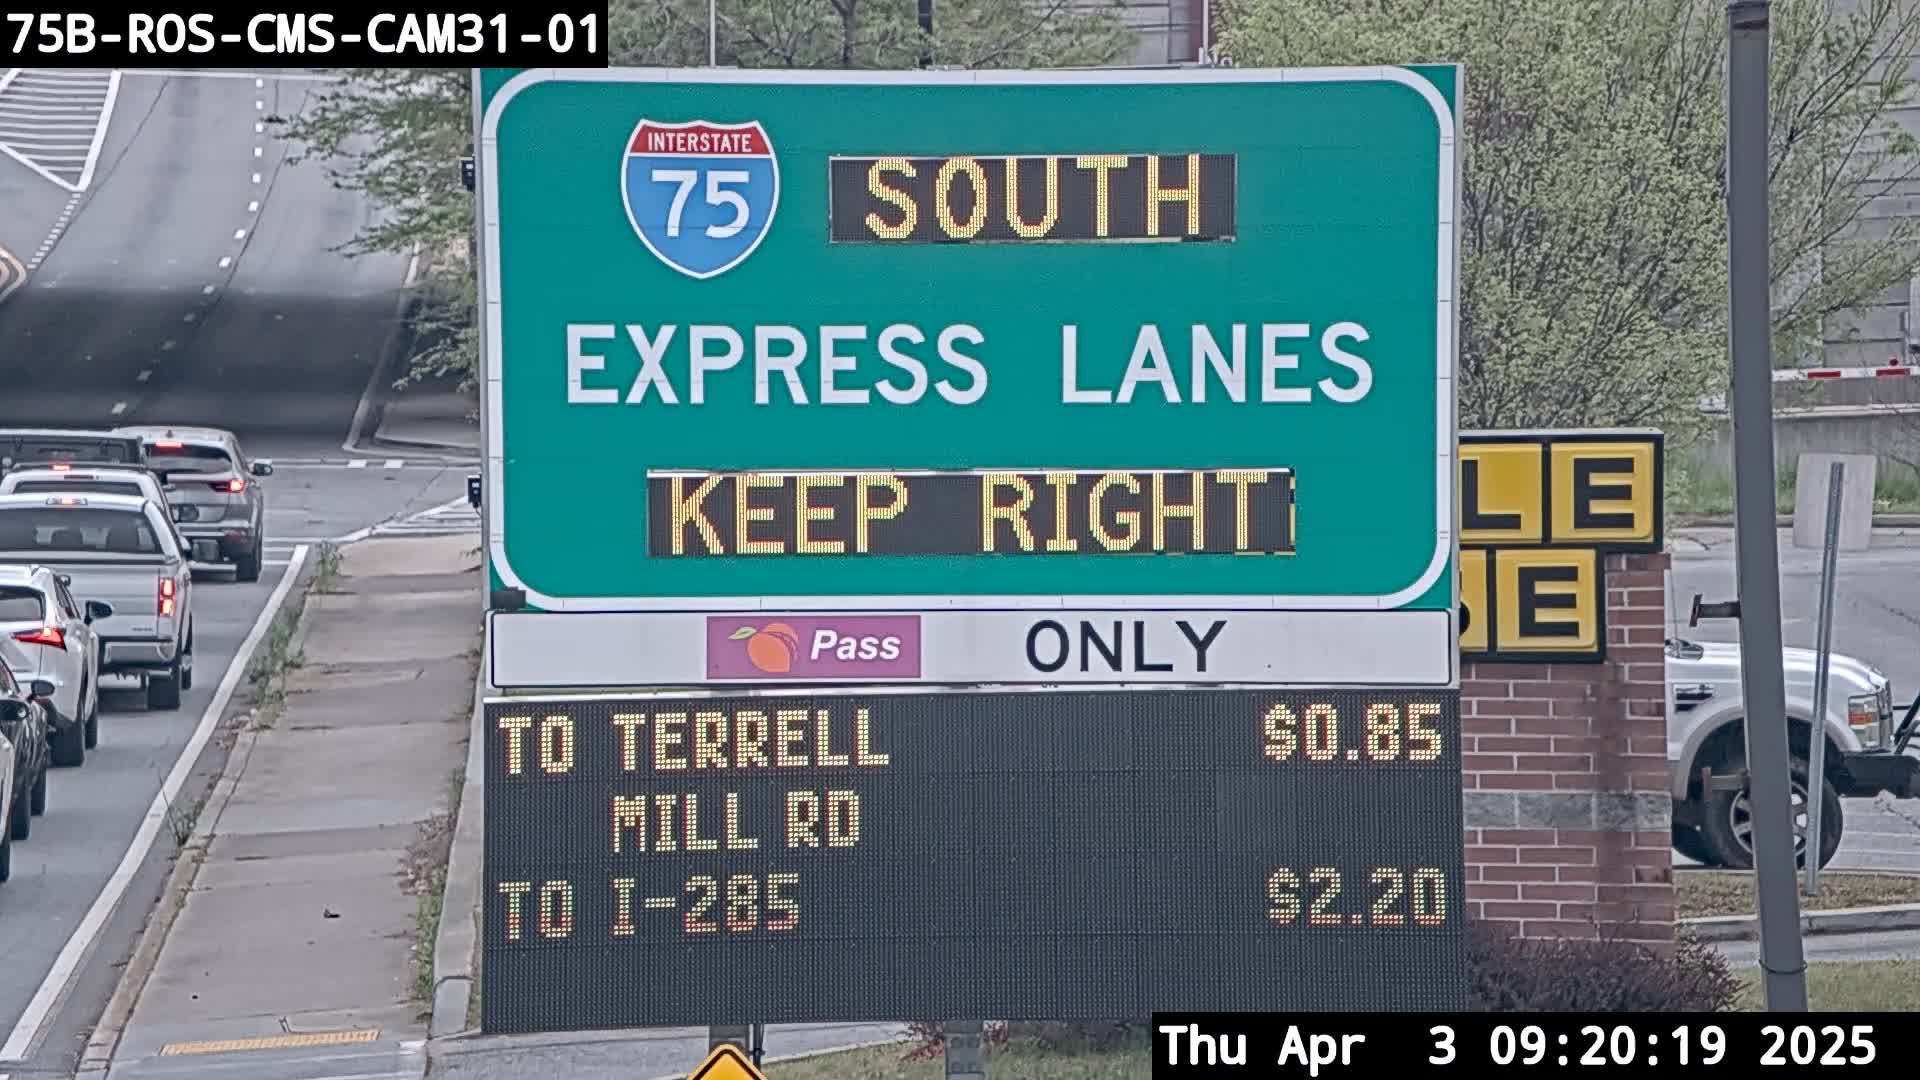 75B-ROS-CMS-CAM31-01
INTERSTATE
75
SOUTH
EXPRESS LANES
KEEP RIGHT
Pass ONLY
TO TERRELL $0.85
MILL RD
TO I-285 $2.20
LE
E
Thu Apr 3 09:20:19 2025